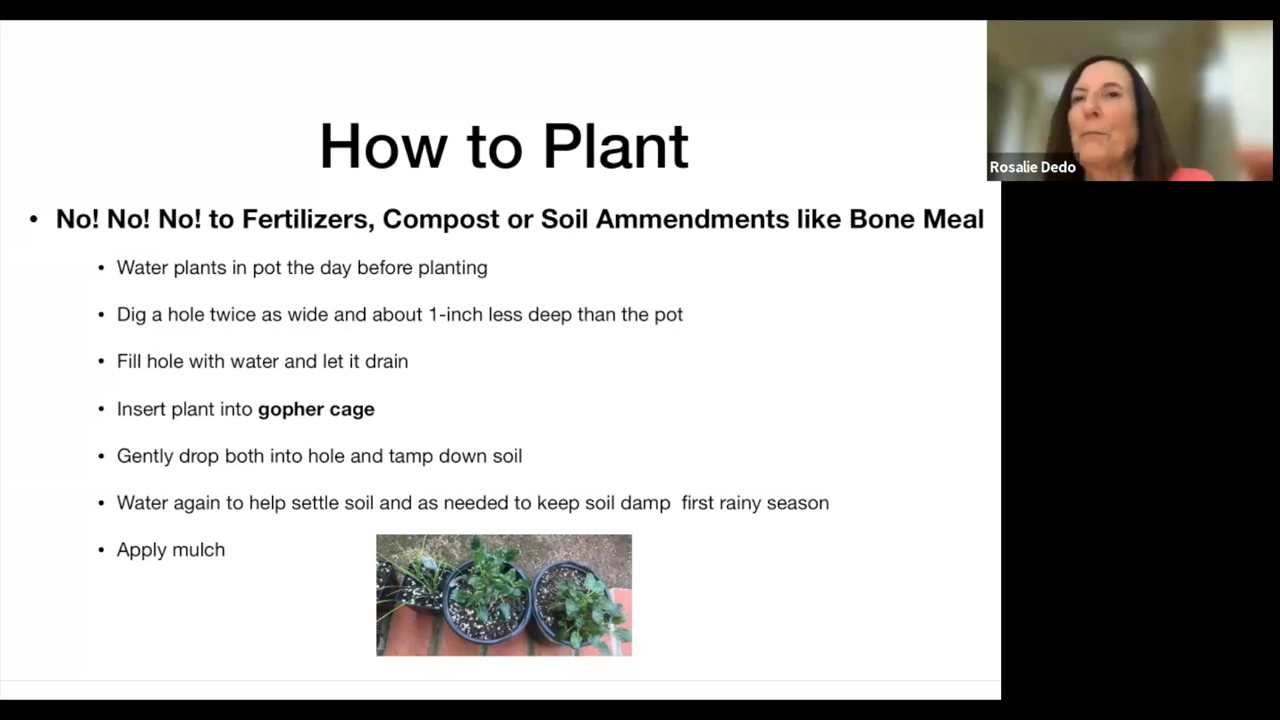 How to Plant
• No! No! No! to Fertilizers, Compost or Soil Ammendments like Bone Meal
• Water plants in pot the day before planting
• Dig a hole twice as wide and about 1-inch less deep than the pot
• Fill hole with water and let it drain
• Insert plant into gopher cage
• Gently drop both into hole and tamp down soil
• Water again to help settle soil and as needed to keep soil damp  first rainy season
• Apply mulch
Rosalie Dedo